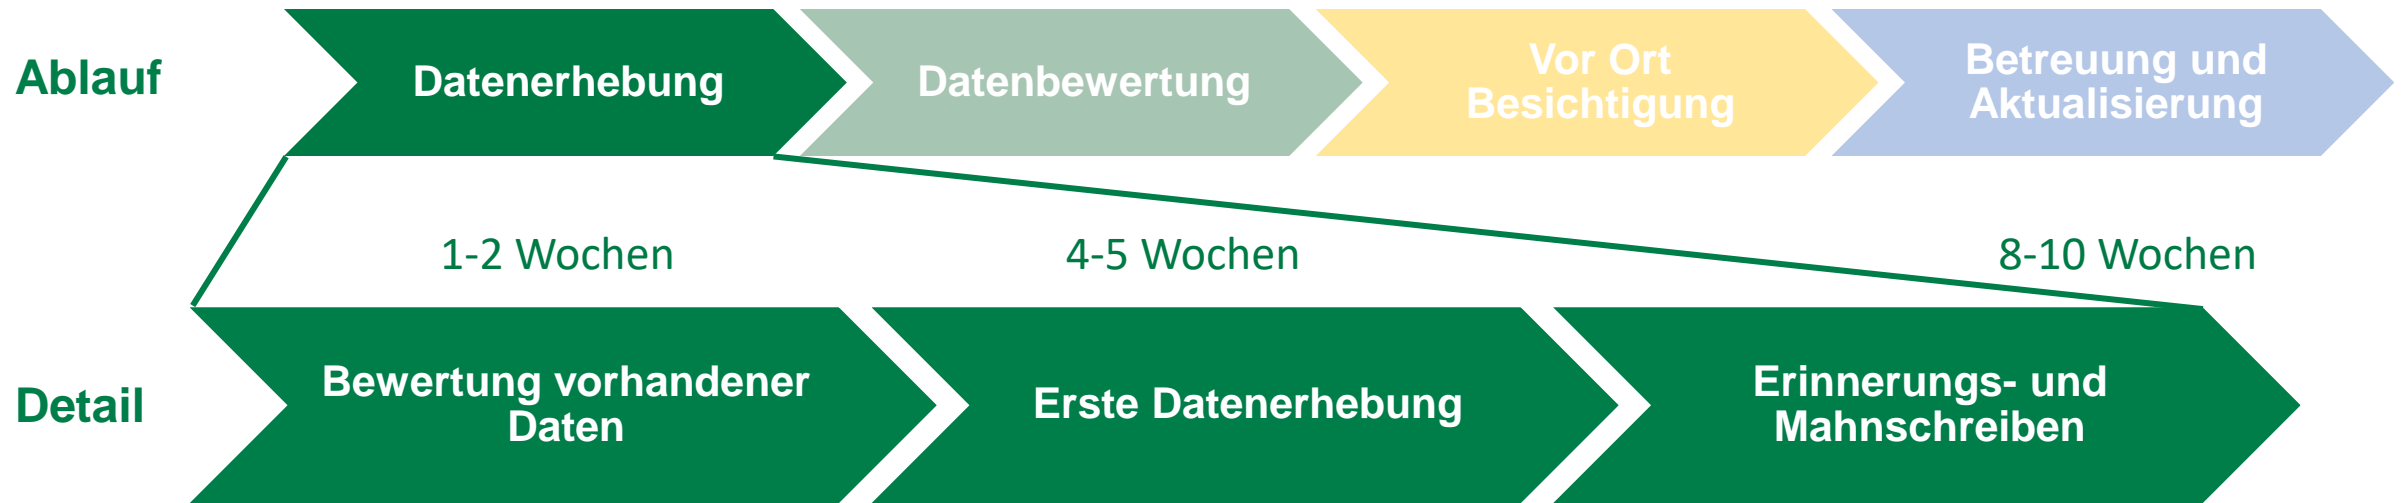 Ablauf
Datenerhebung
Datenbewertung
Vor Ort
Besichtigung
Betreuung und
Aktualisierung
1-2 Wochen
4-5 Wochen
8-10 Wochen
Detail
Bewertung vorhandener
Daten
Erste Datenerhebung
Erinnerungs- und
Mahnschreiben